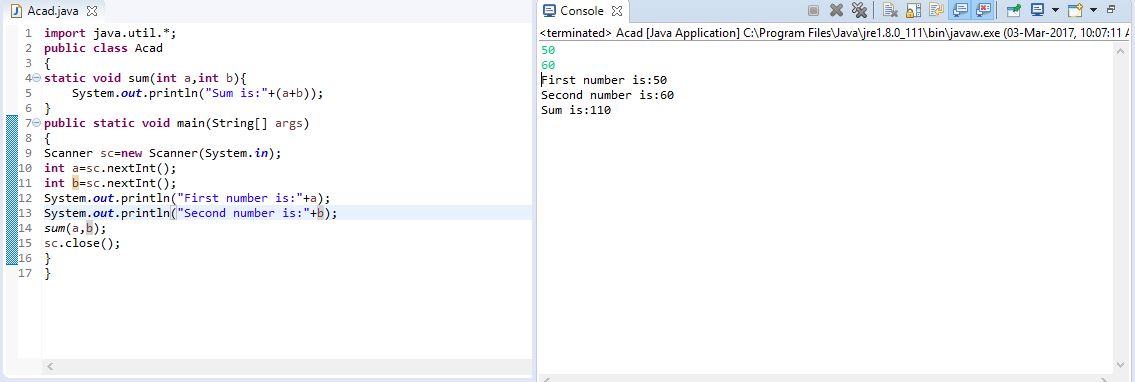 Acad.java
1 import java.util.*;
2 public class Acad
3 {
4 static void sum(int a,int b){
5 System.out.println("Sum is:"+(a+b));
6 }
7 public static void main(String[] args)
8 {
9 Scanner sc=new Scanner(System.in);
10 int a=sc.nextInt();
11 int b=sc.nextInt();
12 System.out.println("First number is:"+a);
13 System.out.println("Second number is:"+b);
14 sum(a,b);
15 sc.close();
16 }
17 }
Console
<terminated> Acad [Java Application] C:\Program Files\Java\jre1.8.0_111\bin\javaw.exe (03-Mar-2017, 10:07:11 A
50
60
First number is:50
Second number is:60
Sum is:110